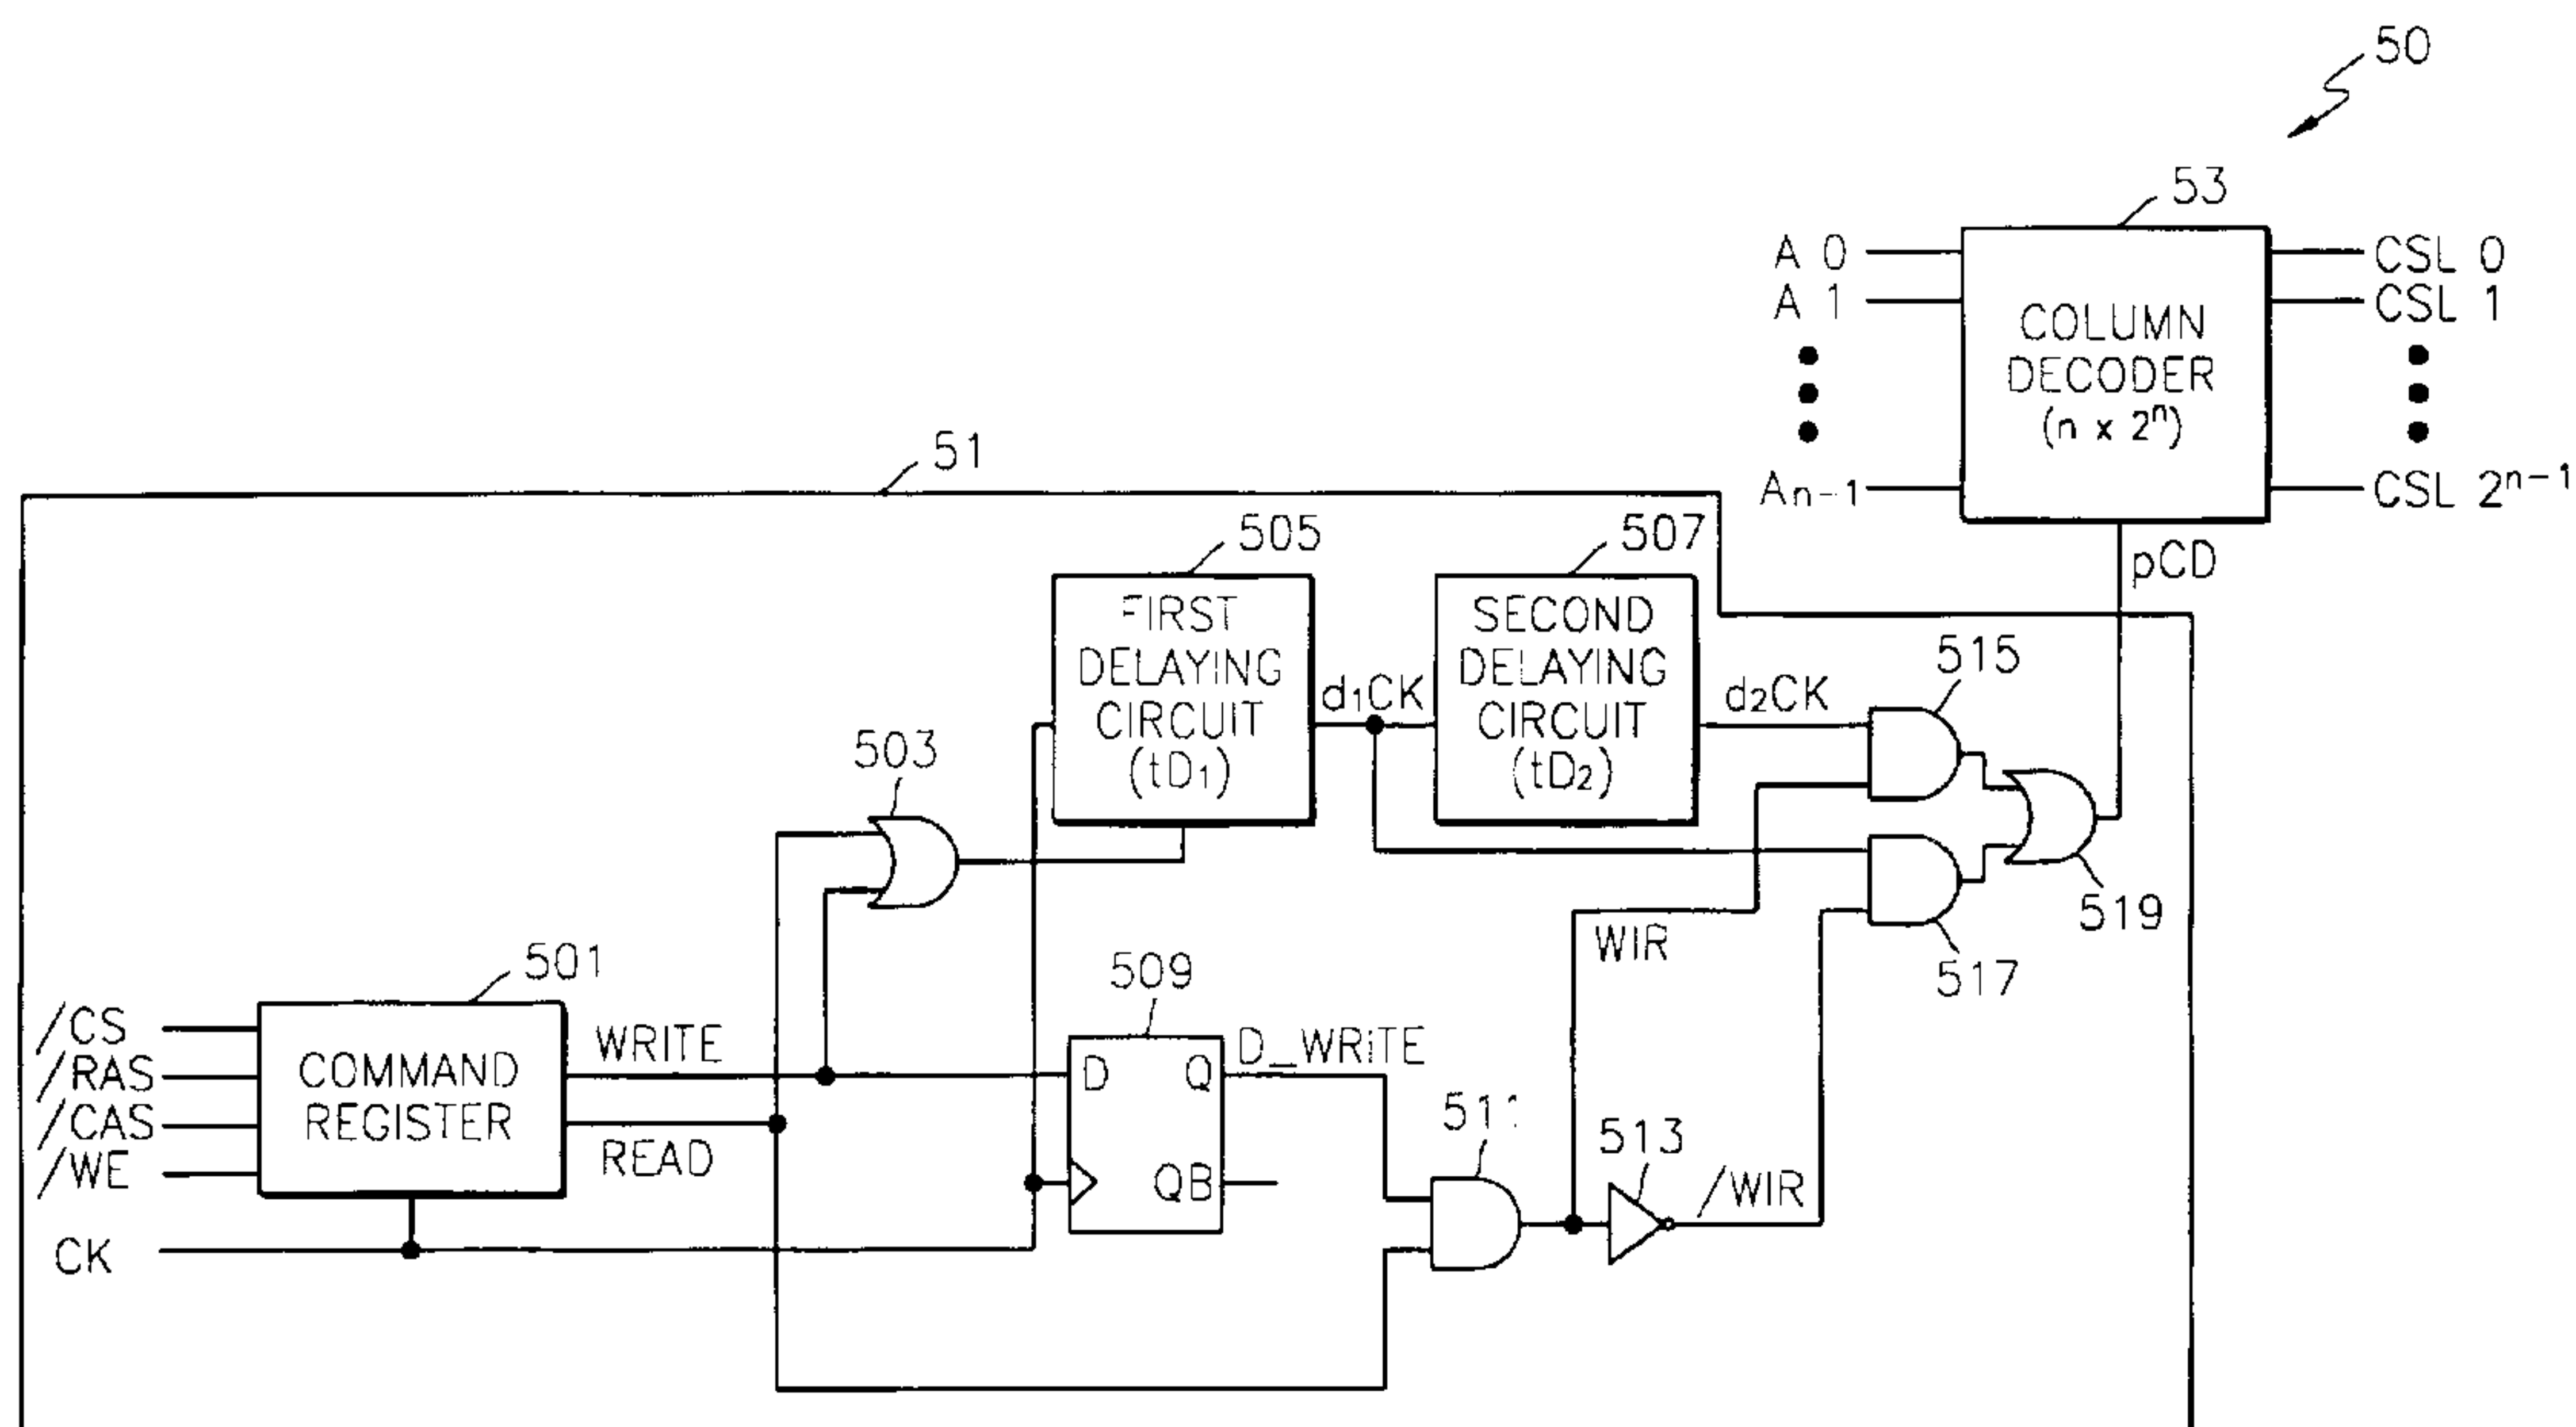 50
53
A 0
A 1
An-1
COLUMN
DECODER
(n x 2ⁿ)
CSL 0
CSL 1
CSL 2ⁿ⁻¹
pCD
51
505
FIRST
DELAYING
CIRCUIT
(tD₁)
d₁CK
507
SECOND
DELAYING
CIRCUIT
(tD₂)
d₂CK
515
503
519
517
WIR
501
/CS
/RAS
/CAS
/WE
CK
COMMAND
REGISTER
WRITE
READ
509
D Q
QB
D_WRITE
513
/WIR